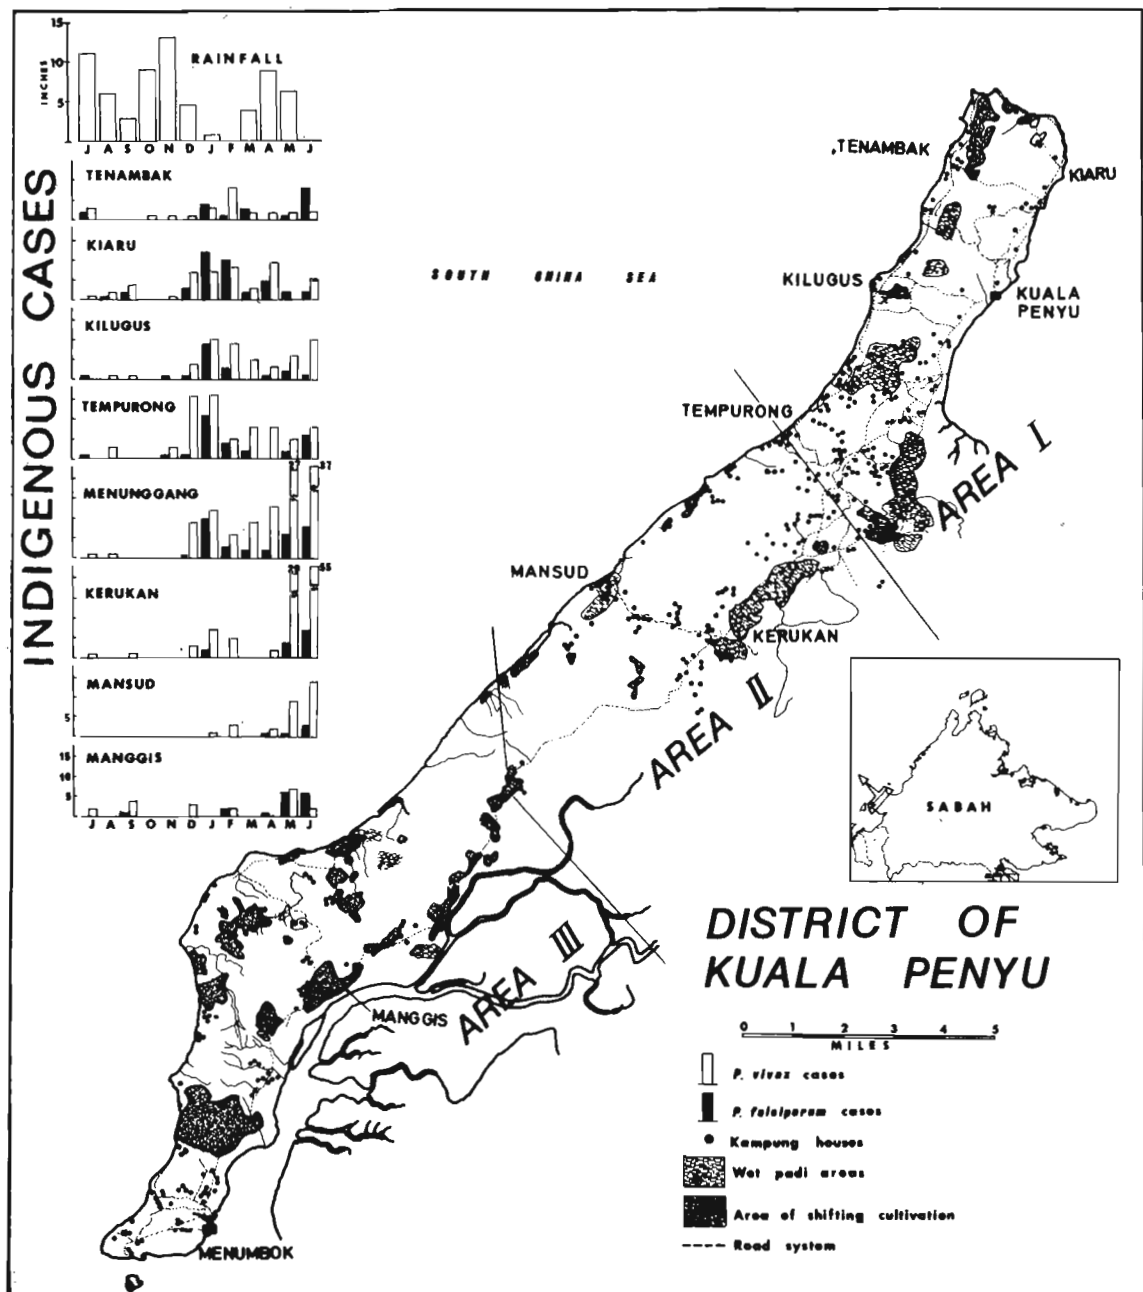 15
10
5
INCHES
RAINFALL
J A S O N D J F M A M J
INDIGENOUS CASES
TENAMBAK
KIARU
KILUGUS
TEMPURONG
MENUNGGANG
37
KERUKAN
55
MANSUD
5
MANGGIS
15
10
5
J A S O N D J F M A M J
SOUTH CHINA SEA
TENAMBAK
KIARU
KILUGUS
KUALA
PENYU
TEMPURONG
AREA I
MANSUD
KERUKAN
AREA II
SABAH
AREA III
MANGGIS
MENUMBOK
DISTRICT OF
KUALA PENYU
0 1 2 3 4 5
MILES
P. vivax cases
P. falciparum cases
Kampung houses
Wet padi areas
Area of shifting cultivation
Road system